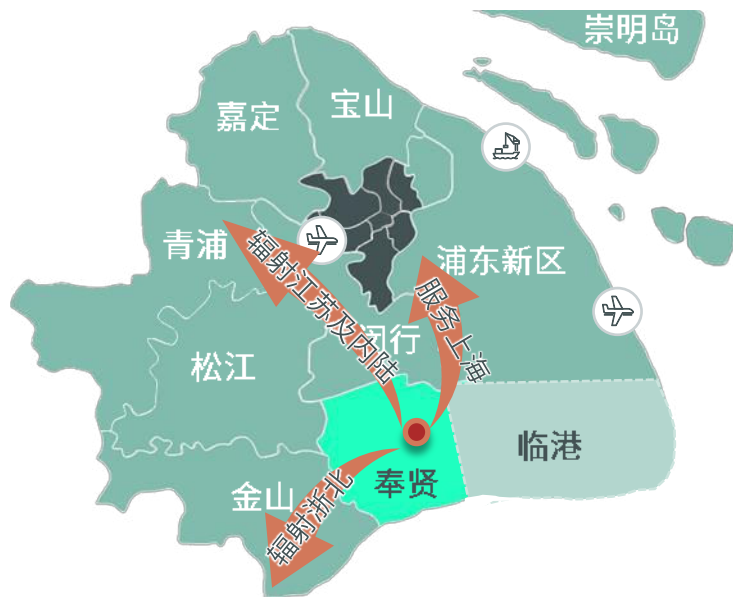 崇明岛
宝山
嘉定
青浦
辐射江苏及内陆
浦东新区
服务上海
闵行
松江
临港
奉贤
金山
辐射浙北